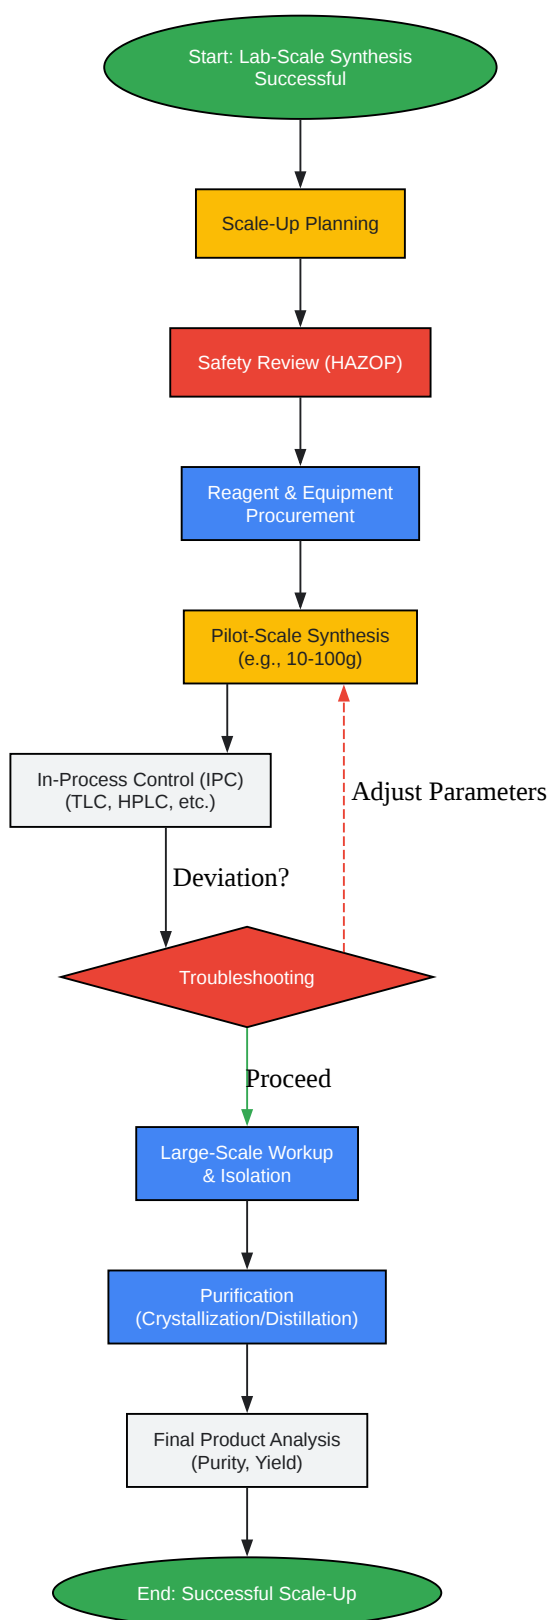 Start: Lab-Scale Synthesis
Successful
Scale-Up Planning
Safety Review (HAZOP)
Reagent & Equipment
Procurement
Pilot-Scale Synthesis
(e.g., 10-100g)
In-Process Control (IPC)
(TLC, HPLC, etc.)
Adjust Parameters
Deviation?
Troubleshooting
Proceed
Large-Scale Workup
& Isolation
Purification
(Crystallization/Distillation)
Final Product Analysis
(Purity, Yield)
End: Successful Scale-Up